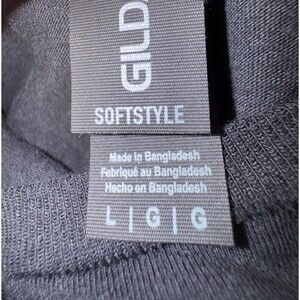 GILD
SOFTSTYLE
Made in Bangladesh
Fabriqué au Bangladesh
Hecho en Bangladesh
L | G | G